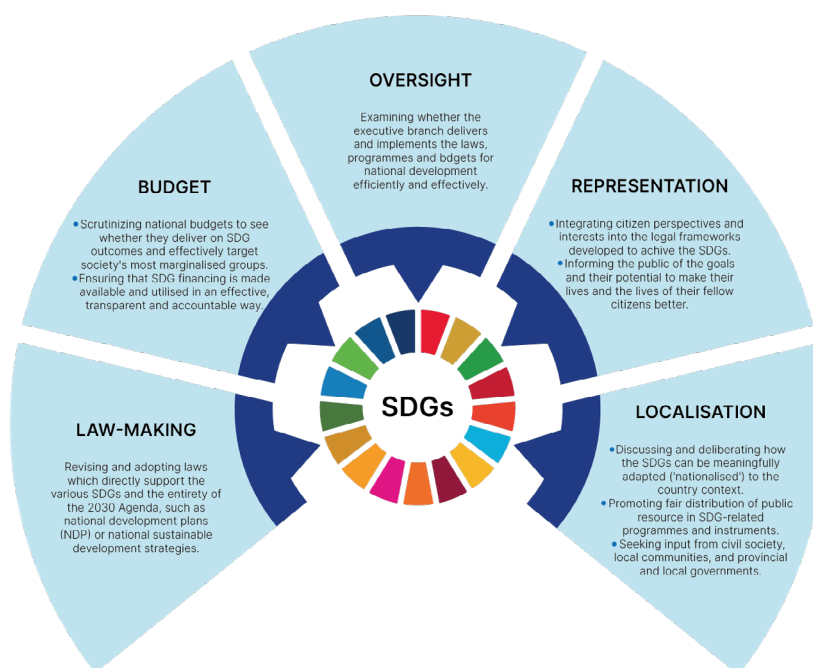 OVERSIGHT
Examining whether the
executive branch delivers
and implements the laws,
programmes and bdgets for
national development
efficiently and effectively.
BUDGET
• Scrutinizing national budgets to see
whether they deliver on SDG
outcomes and effectively target
society's most marginalised groups.
• Ensuring that SDG financing is made
available and utilised in an effective,
transparent and accountable way.
REPRESENTATION
• Integrating citizen perspectives and
interests into the legal frameworks
developed to achive the SDGs.
• Informing the public of the goals
and their potential to make their
lives and the lives of their fellow
citizens better.
LAW-MAKING
Revising and adopting laws
which directly support the
various SDGs and the entirety of
the 2030 Agenda, such as
national development plans
(NDP) or national sustainable
development strategies.
SDGs
LOCALISATION
• Discussing and deliberating how
the SDGs can be meaningfully
adapted ('nationalised') to the
country context.
• Promoting fair distribution of public
resource in SDG-related
programmes and instruments.
• Seeking input from civil society,
local communities, and provincial
and local governments.